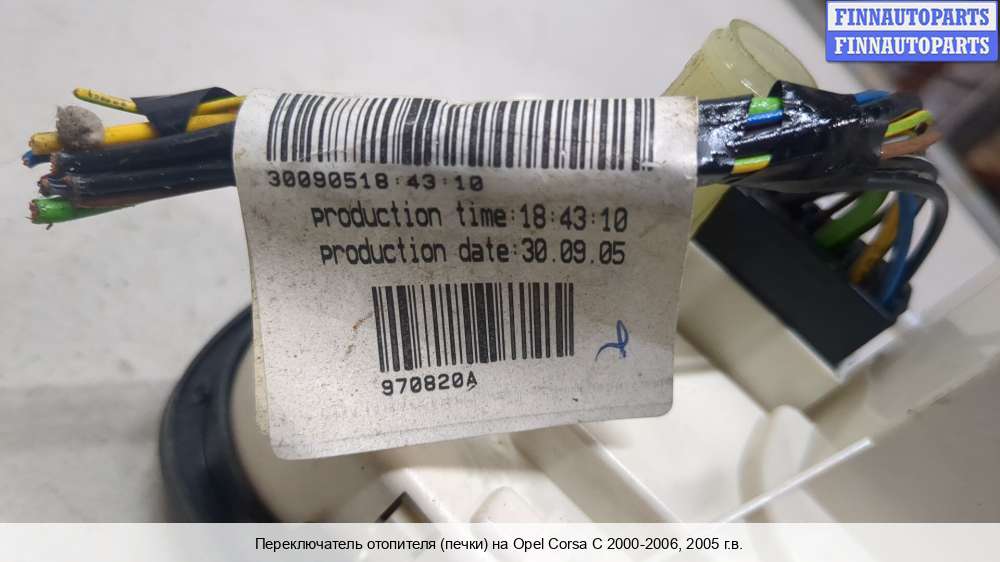 FINNAUTOPARTS
FINNAUTOPARTS
30090518:43:10
production time:18:43:10
production date:30.09.05
970820A
Переключатель отопителя (печки) на Opel Corsa C 2000-2006, 2005 г.в.